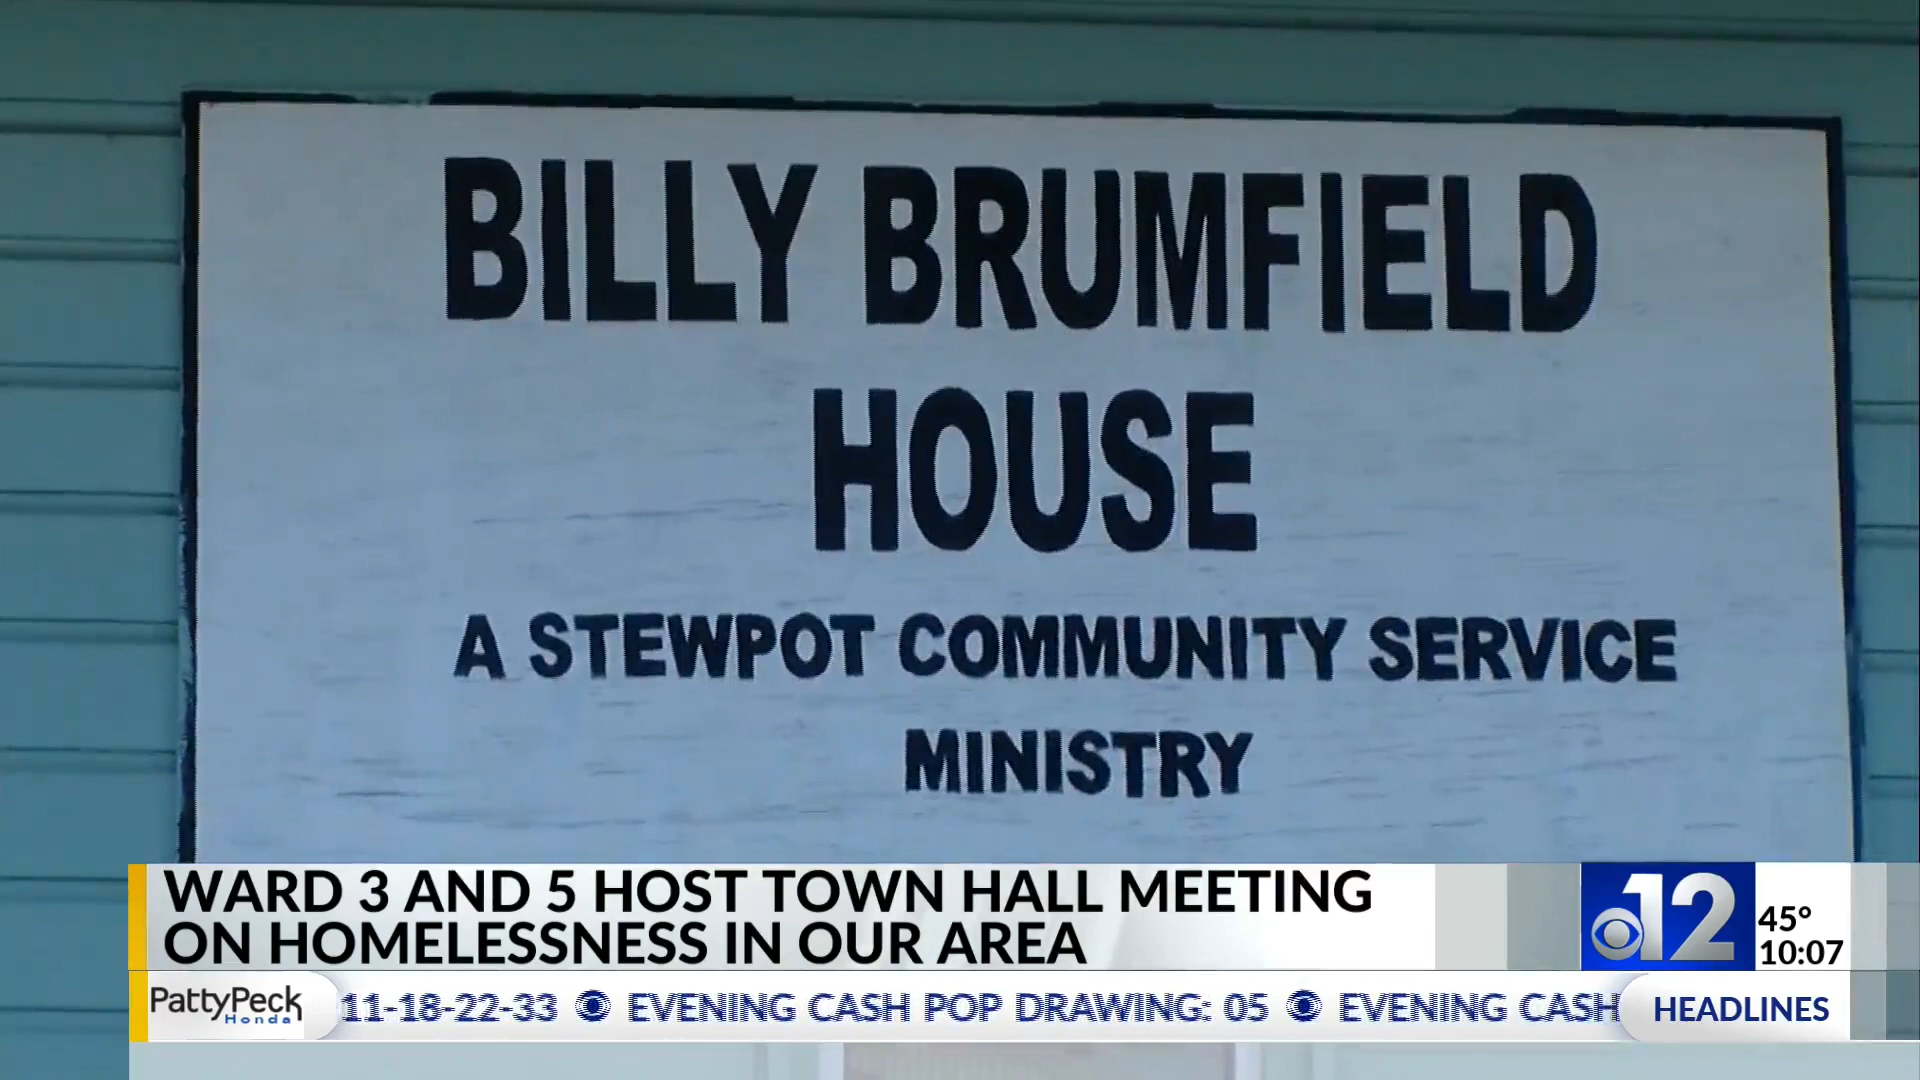 BILLY BRUMFIELD
HOUSE
A STEWPOT COMMUNITY SERVICE
MINISTRY
WARD 3 AND 5 HOST TOWN HALL MEETING
ON HOMELESSNESS IN OUR AREA
12
45°
10:07
PattyPeck
Honda
11-18-22-33 EVENING CASH POP DRAWING: 05 EVENING CASH
HEADLINES